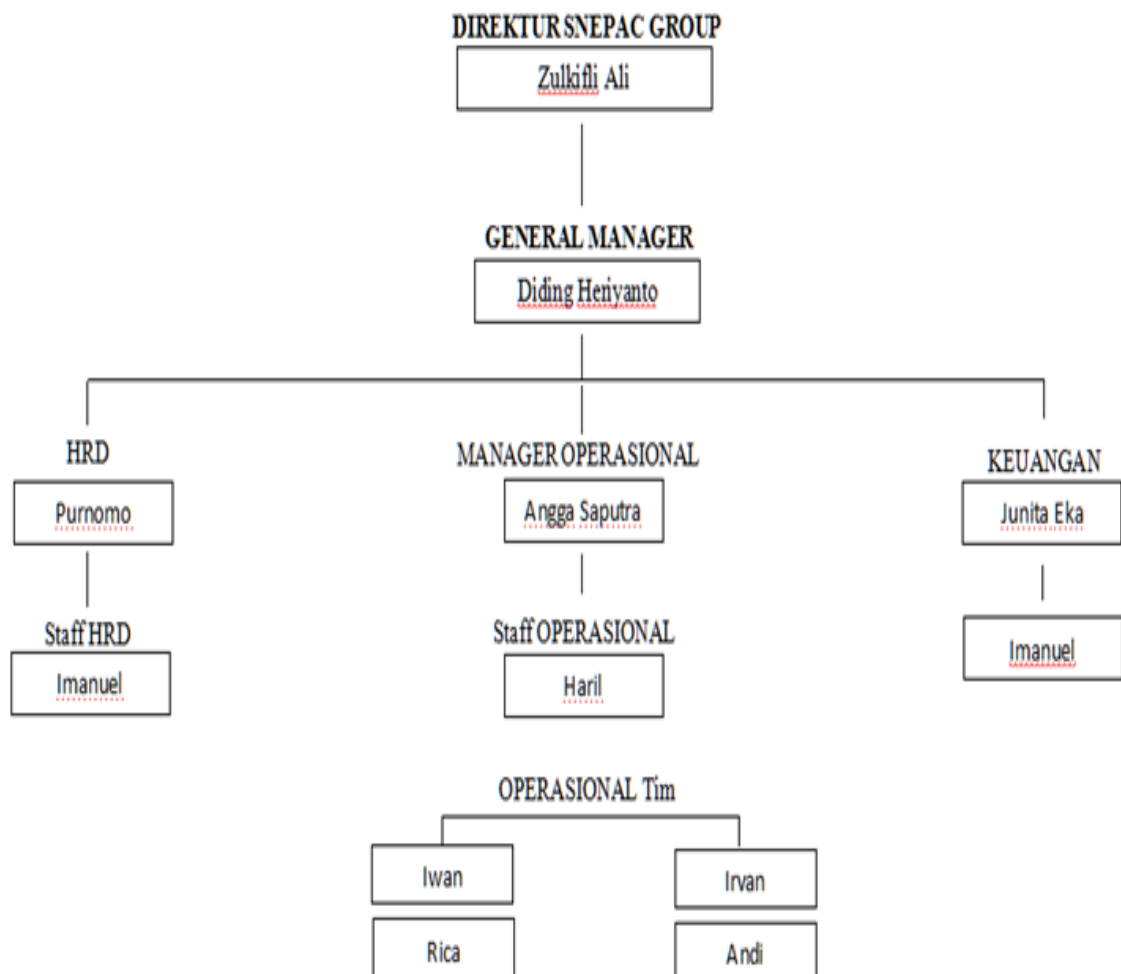 DIREKTUR SNEPAC GROUP
Zulkifli Ali
GENERAL MANAGER
Diding Heriyanto
HRD
Purnomo
Staff HRD
Imanuel
MANAGER OPERASIONAL
Angga Saputra
Staff OPERASIONAL
Haril
KEUANGAN
Junita Eka
Imanuel
OPERASIONAL Tim
Iwan
Rica
Irvan
Andi